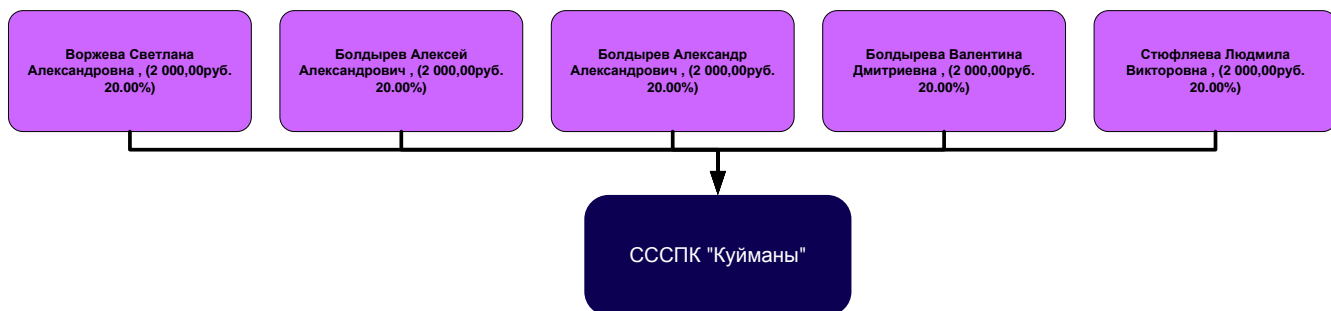 Воржева Светлана
Александровна , (2 000,00руб.
20.00%)
Болдырев Алексей
Александрович , (2 000,00руб.
20.00%)
Болдырев Александр
Александрович , (2 000,00руб.
20.00%)
Болдырева Валентина
Дмитриевна , (2 000,00руб.
20.00%)
Стюфляева Людмила
Викторовна , (2 000,00руб.
20.00%)
СССПК "Куйманы"